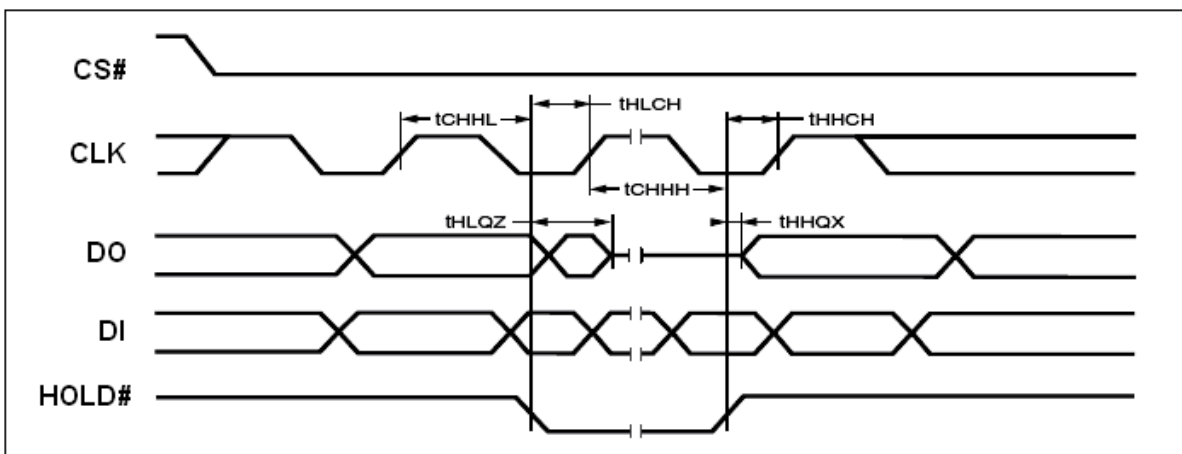 CS#
tHLCH
tCHHL
tHHCH
CLK
tCHHH
tHLQZ
tHHQX
DO
DI
HOLD#